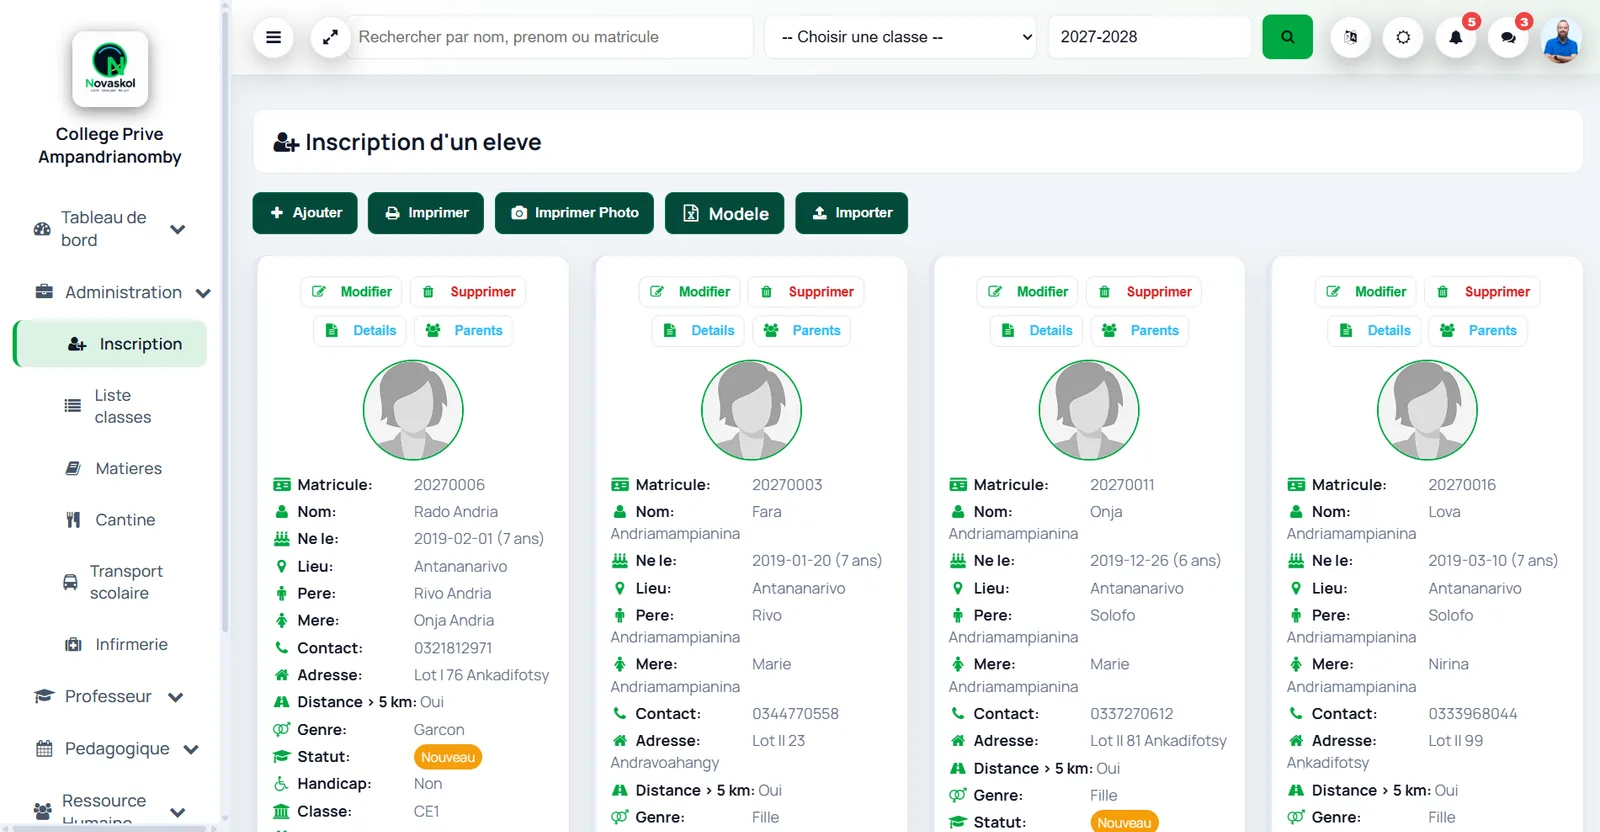 Novaskol
College Prive
Ampandrianomby
Tableau de
bord
Administration
Inscription
Liste
classes
Matieres
Cantine
Transport
scolaire
Infirmerie
Professeur
Pedagogique
Ressource
Humaine
Rechercher par nom, prenom ou matricule
-- Choisir une classe --
2027-2028
5
3
Inscription d'un eleve
Ajouter
Imprimer
Imprimer Photo
Modele
Importer
Modifier
Supprimer
Details
Parents
Matricule: 20270006
Nom: Rado Andria
Ne le: 2019-02-01 (7 ans)
Lieu: Antananarivo
Pere: Rivo Andria
Mere: Onja Andria
Contact: 0321812971
Adresse: Lot I 76 Ankadifotsy
Distance > 5 km: Oui
Genre: Garcon
Statut: Nouveau
Handicap: Non
Classe: CE1
Modifier
Supprimer
Details
Parents
Matricule: 20270003
Nom: Fara
Andriamampianina
Ne le: 2019-01-20 (7 ans)
Lieu: Antananarivo
Pere: Rivo
Andriamampianina
Mere: Marie
Andriamampianina
Contact: 0344770558
Adresse: Lot II 23
Andravoahangy
Distance > 5 km: Oui
Genre: Fille
Modifier
Supprimer
Details
Parents
Matricule: 20270011
Nom: Onja
Andriamampianina
Ne le: 2019-12-26 (6 ans)
Lieu: Antananarivo
Pere: Solofo
Andriamampianina
Mere: Marie
Andriamampianina
Contact: 0337270612
Adresse: Lot II 81 Ankadifotsy
Distance > 5 km: Oui
Genre: Fille
Statut: Nouveau
Modifier
Supprimer
Details
Parents
Matricule: 20270016
Nom: Lova
Andriamampianina
Ne le: 2019-03-10 (7 ans)
Lieu: Antananarivo
Pere: Solofo
Andriamampianina
Mere: Nirina
Andriamampianina
Contact: 0333968044
Adresse: Lot II 99
Ankadifotsy
Distance > 5 km: Oui
Genre: Fille